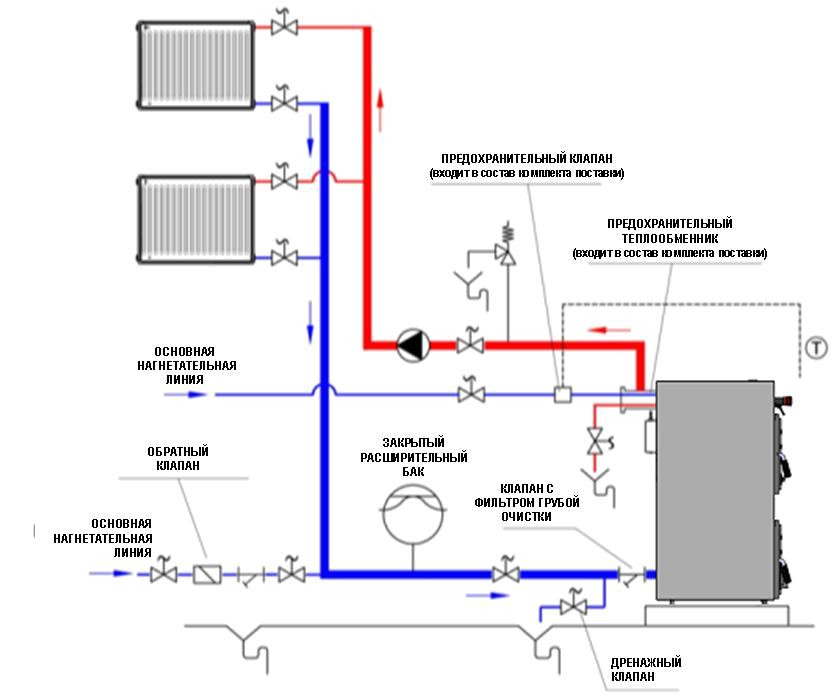 ПРЕДОХРАНИТЕЛЬНЫЙ КЛАПАН
(входит в состав комплекта поставки)
ПРЕДОХРАНИТЕЛЬНЫЙ
ТЕПЛООБМЕННИК
(входит в состав комплекта поставки)
T
ОСНОВНАЯ
НАГНЕТАТЕЛЬНАЯ
ЛИНИЯ
ОБРАТНЫЙ
КЛАПАН
ЗАКРЫТЫЙ
РАСШИРИТЕЛЬНЫЙ
БАК
КЛАПАН С
ФИЛЬТРОМ ГРУБОЙ
ОЧИСТКИ
ОСНОВНАЯ
НАГНЕТАТЕЛЬНАЯ
ЛИНИЯ
ДРЕНАЖНЫЙ
КЛАПАН